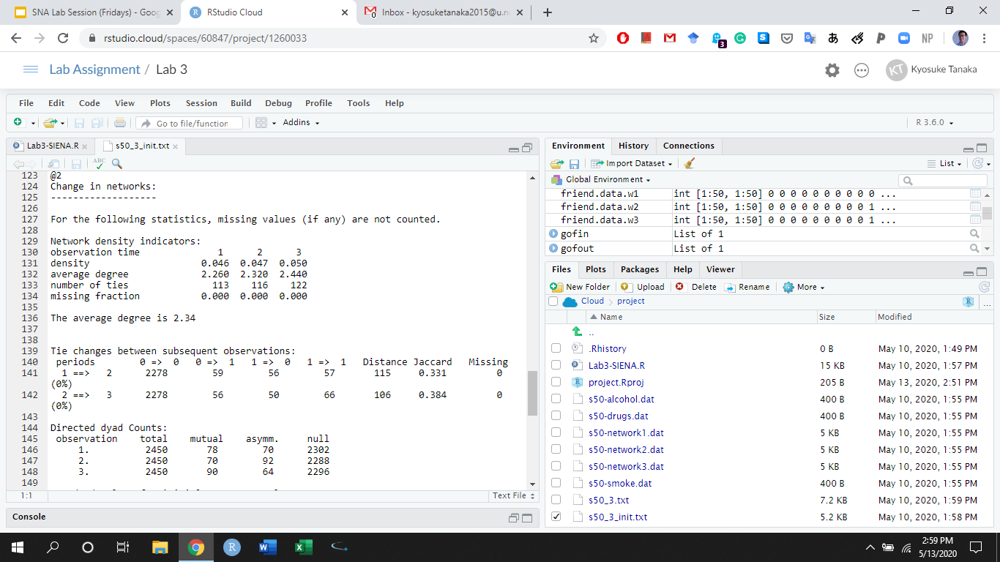 SNA Lab Session (Fridays) - Goog
RStudio Cloud
Inbox - kyosuketanaka2015@u.n
rstudio.cloud/spaces/60847/project/1260033
3
NP
Lab Assignment / Lab 3
KT Kyosuke Tanaka
File Edit Code View Plots Session Build Debug Profile Tools Help
Go to file/function
Addins
R 3.6.0
Lab3-SIENA.R
s50_3_init.txt
ABC
123 @2
124 Change in networks:
125 -------------------
126
127 For the following statistics, missing values (if any) are not counted.
128
129 Network density indicators:
130 observation time 1 2 3
131 density 0.046 0.047 0.050
132 average degree 2.260 2.320 2.440
133 number of ties 113 116 122
134 missing fraction 0.000 0.000 0.000
135
136 The average degree is 2.34
137
138
139 Tie changes between subsequent observations:
140 periods 0 => 0 0 => 1 1 => 0 1 => 1 Distance Jaccard Missing
141 1 ==> 2 2278 59 56 57 115 0.331 0
(0%)
142 2 ==> 3 2278 56 50 66 106 0.384 0
(0%)
143
144 Directed dyad Counts:
145 observation total mutual asymm. null
146 1. 2450 78 70 2302
147 2. 2450 70 92 2288
148 3. 2450 90 64 2296
149
1:1
Text File
Console
Environment History Connections
Import Dataset
List
Global Environment
friend.data.w1 int [1:50, 1:50] 0 0 0 0 0 0 0 0 0 0 ...
friend.data.w2 int [1:50, 1:50] 0 0 0 0 0 0 0 0 0 1 ...
friend.data.w3 int [1:50, 1:50] 0 0 0 0 0 0 0 0 0 1 ...
gofin List of 1
gofout List of 1
Files Plots Packages Help Viewer
New Folder Upload Delete Rename More
Cloud project
...
Name Size Modified
..
.Rhistory 0 B May 10, 2020, 1:49 PM
Lab3-SIENA.R 15 KB May 10, 2020, 1:57 PM
project.Rproj 205 B May 13, 2020, 2:51 PM
s50-alcohol.dat 400 B May 10, 2020, 1:55 PM
s50-drugs.dat 400 B May 10, 2020, 1:55 PM
s50-network1.dat 5 KB May 10, 2020, 1:55 PM
s50-network2.dat 5 KB May 10, 2020, 1:55 PM
s50-network3.dat 5 KB May 10, 2020, 1:55 PM
s50-smoke.dat 400 B May 10, 2020, 1:55 PM
s50_3.txt 7.2 KB May 10, 2020, 1:59 PM
s50_3_init.txt 5.2 KB May 10, 2020, 1:58 PM
2:59 PM
5/13/2020